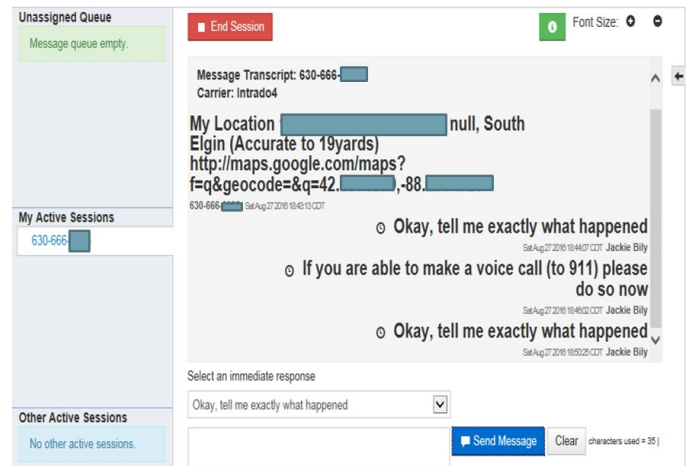 Unassigned Queue
Message queue empty.
End Session
Font Size:
Message Transcript: 630-666-
Carrier: Intrado4
My Location null, South
Elgin (Accurate to 19yards)
http://maps.google.com/maps?
f=q&geocode=&q=42. ,-88.
630-666- Sat Aug 27 2016 18:43:13 CDT
Okay, tell me exactly what happened
Sat Aug 27 2016 18:44:07 CDT Jackie Bily
If you are able to make a voice call (to 911) please
do so now
Sat Aug 27 2016 18:46:02 CDT Jackie Bily
Okay, tell me exactly what happened
Sat Aug 27 2016 18:50:25 CDT Jackie Bily
My Active Sessions
630-666-
Select an immediate response
Okay, tell me exactly what happened
Other Active Sessions
No other active sessions.
Send Message
Clear
characters used = 35 |